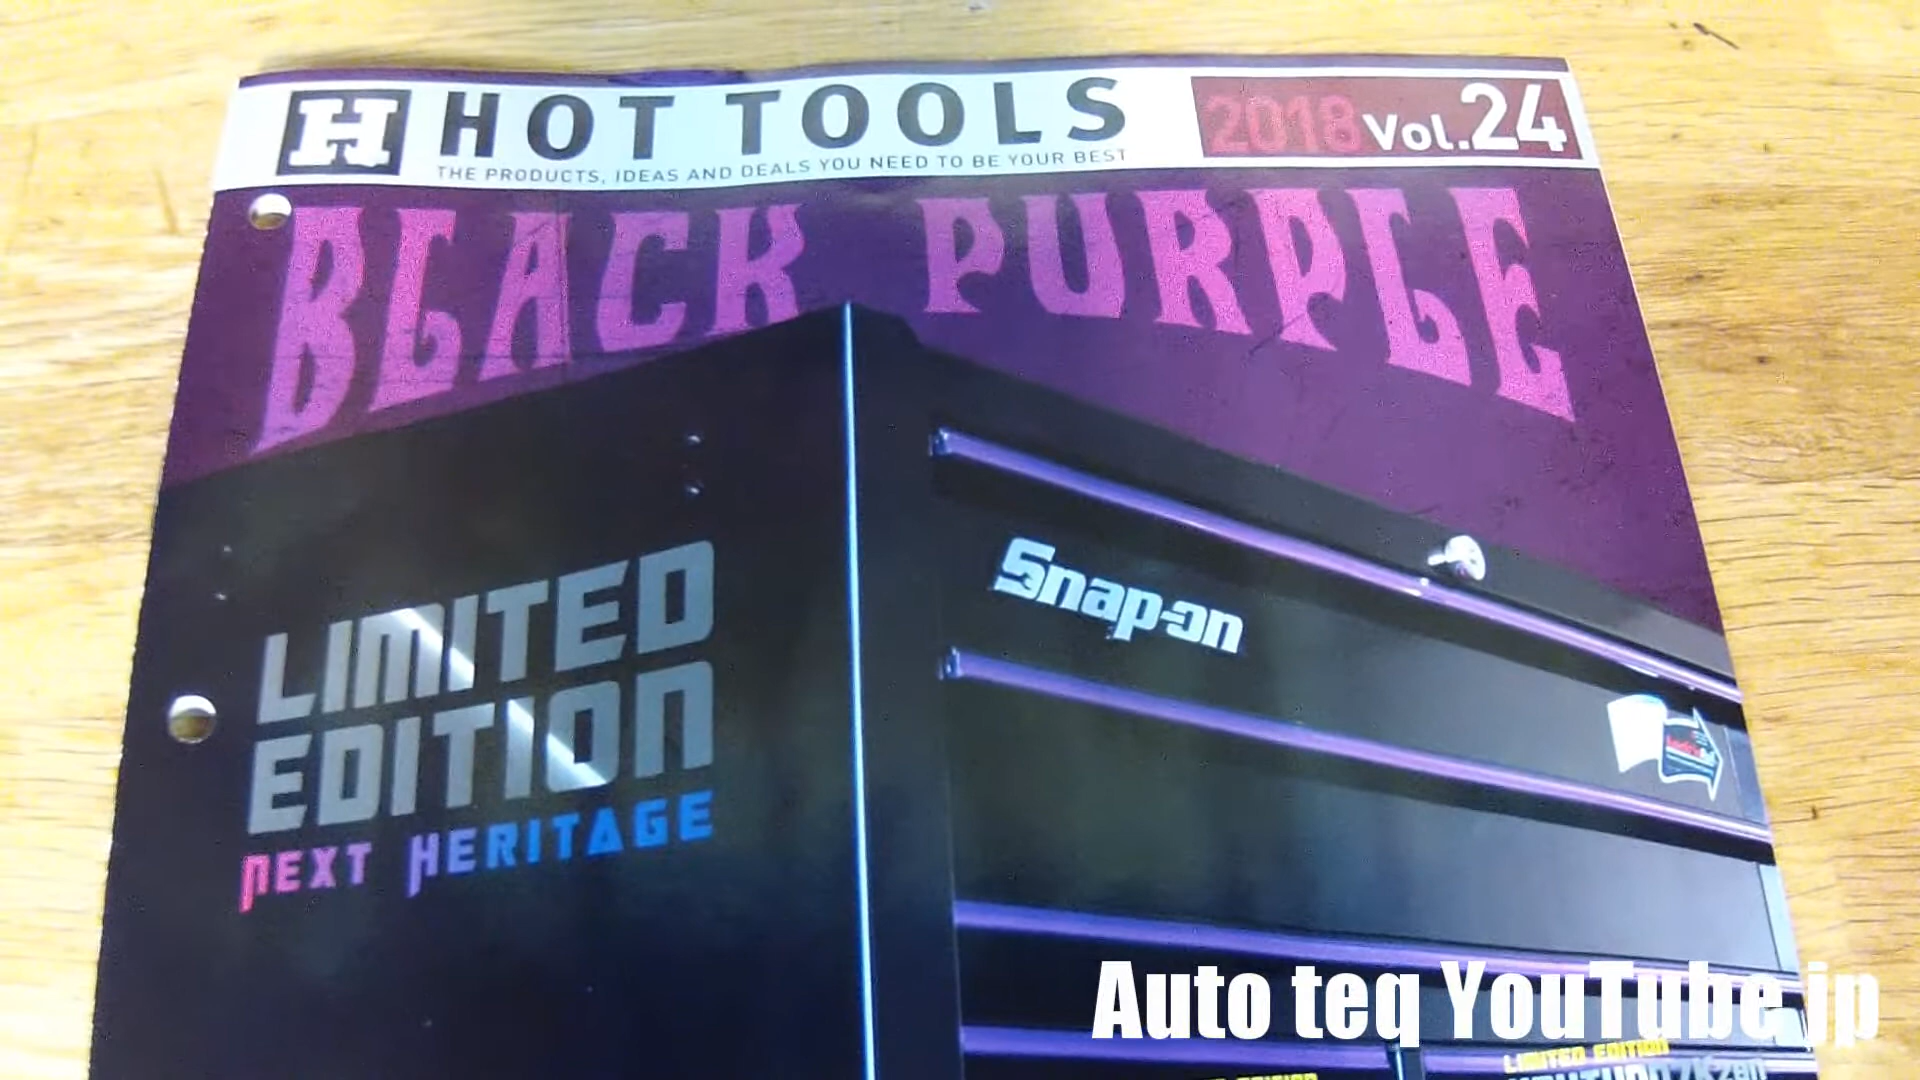 H HOT TOOLS
THE PRODUCTS, IDEAS AND DEALS YOU NEED TO BE YOUR BEST
2018 Vol.24
BLACK PURPLE
Snap-on
LIMITED
EDITION
NEXT HERITAGE
Auto teq YouTube jp
LIMITED EDITION
EDITION